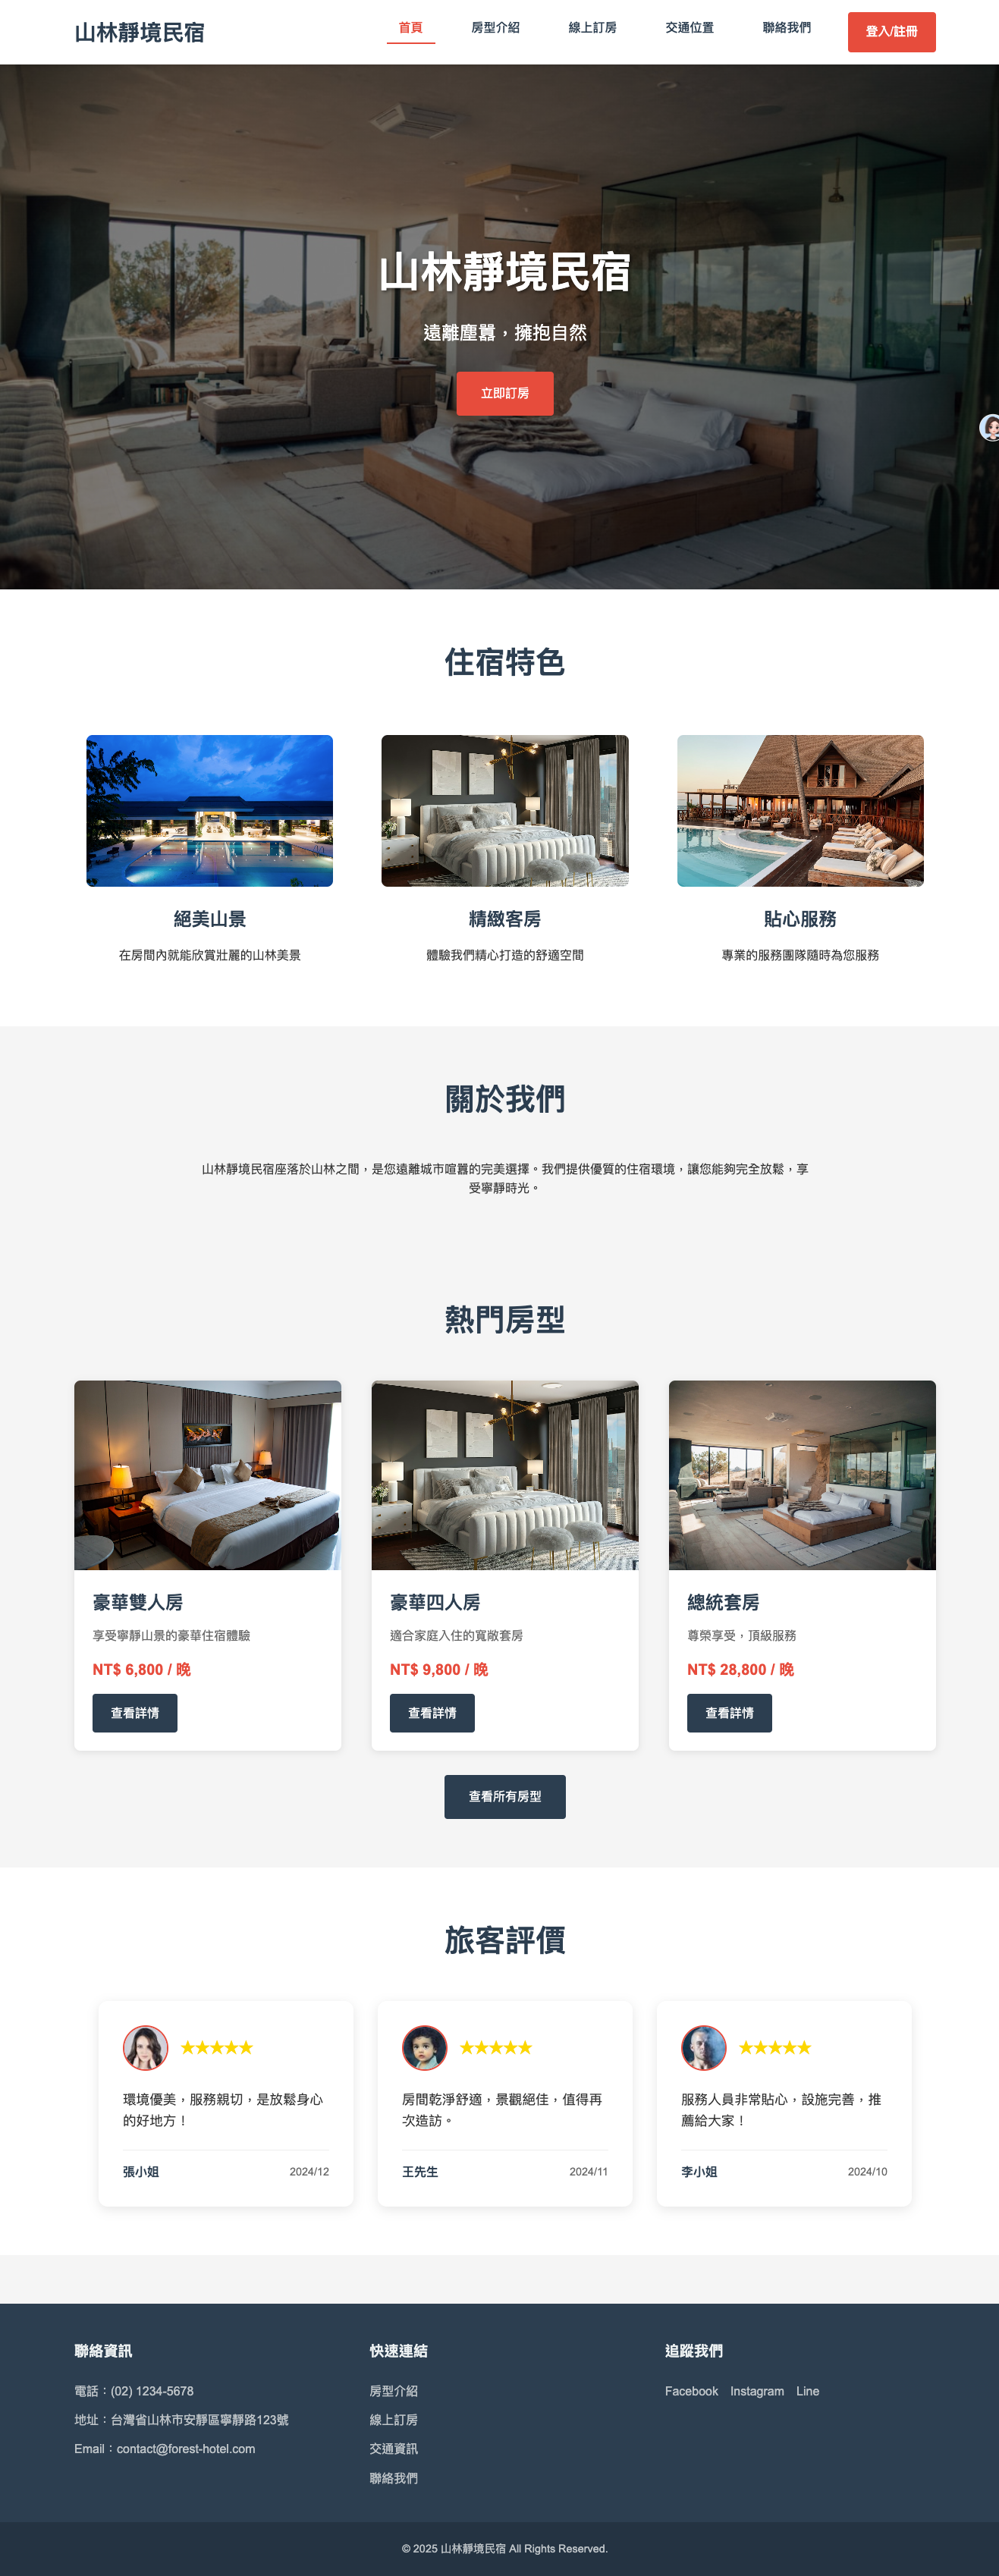 山林靜境民宿
首頁
房型介紹
線上訂房
交通位置
聯絡我們
登入/註冊
山林靜境民宿
遠離塵囂，擁抱自然
立即訂房
住宿特色
絕美山景
在房間內就能欣賞壯麗的山林美景
精緻客房
體驗我們精心打造的舒適空間
貼心服務
專業的服務團隊隨時為您服務
關於我們
山林靜境民宿座落於山林之間，是您遠離城市喧囂的完美選擇。我們提供優質的住宿環境，讓您能夠完全放鬆，享
受寧靜時光。
熱門房型
豪華雙人房
享受寧靜山景的豪華住宿體驗
NT$ 6,800 / 晚
查看詳情
豪華四人房
適合家庭入住的寬敞套房
NT$ 9,800 / 晚
查看詳情
總統套房
尊榮享受，頂級服務
NT$ 28,800 / 晚
查看詳情
查看所有房型
旅客評價
★★★★★
環境優美，服務親切，是放鬆身心
的好地方！
張小姐
2024/12
★★★★★
房間乾淨舒適，景觀絕佳，值得再
次造訪。
王先生
2024/11
★★★★★
服務人員非常貼心，設施完善，推
薦給大家！
李小姐
2024/10
聯絡資訊
電話：(02) 1234-5678
地址：台灣省山林市安靜區寧靜路123號
Email：contact@forest-hotel.com
快速連結
房型介紹
線上訂房
交通資訊
聯絡我們
追蹤我們
Facebook Instagram Line
© 2025 山林靜境民宿 All Rights Reserved.